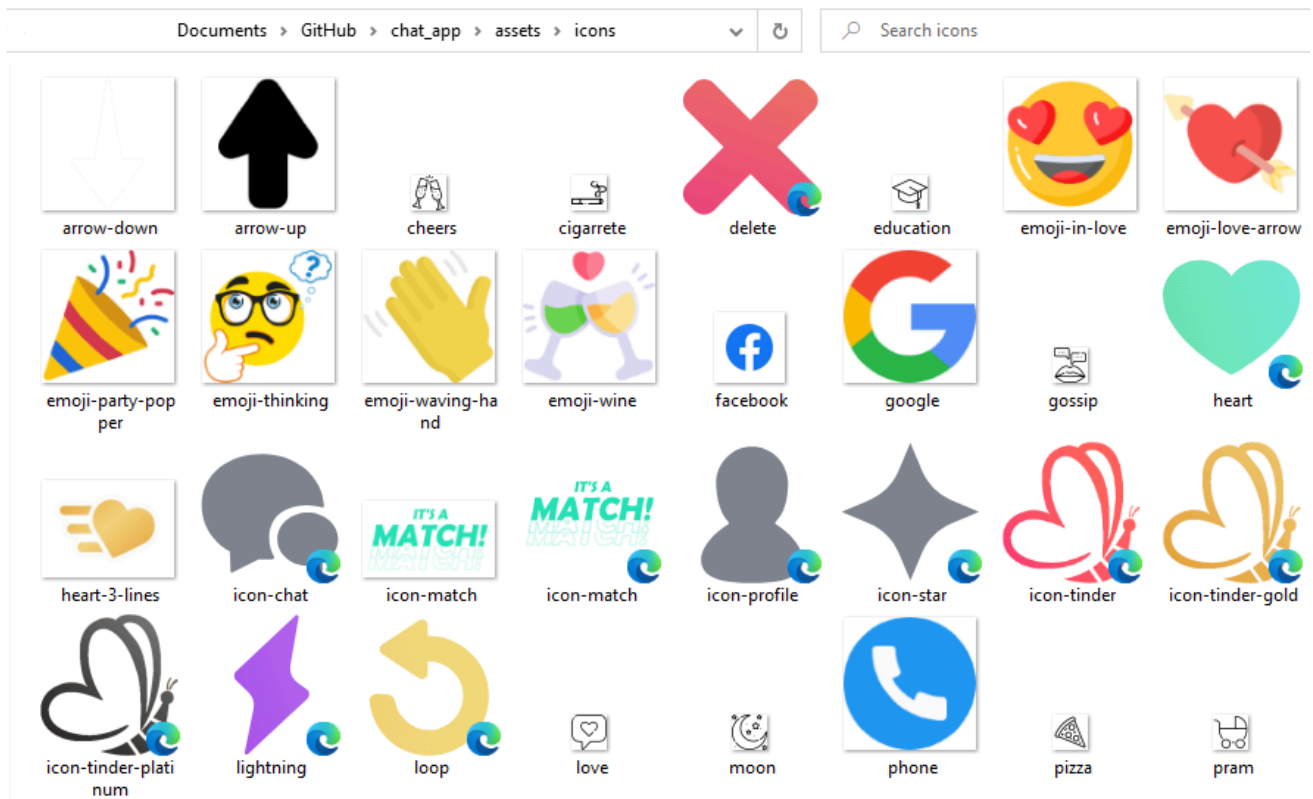 Documents > GitHub > chat_app > assets > icons
Search icons
arrow-down
arrow-up
cheers
cigarrete
delete
education
emoji-in-love
emoji-love-arrow
?
emoji-party-pop
per
emoji-thinking
emoji-waving-ha
nd
emoji-wine
facebook
google
gossip
heart
IT'S A
MATCH!
MATCH!
IT'S A
MATCH!
MATCH!
heart-3-lines
icon-chat
icon-match
icon-match
icon-profile
icon-star
icon-tinder
icon-tinder-gold
icon-tinder-plati
num
lightning
loop
love
moon
phone
pizza
pram